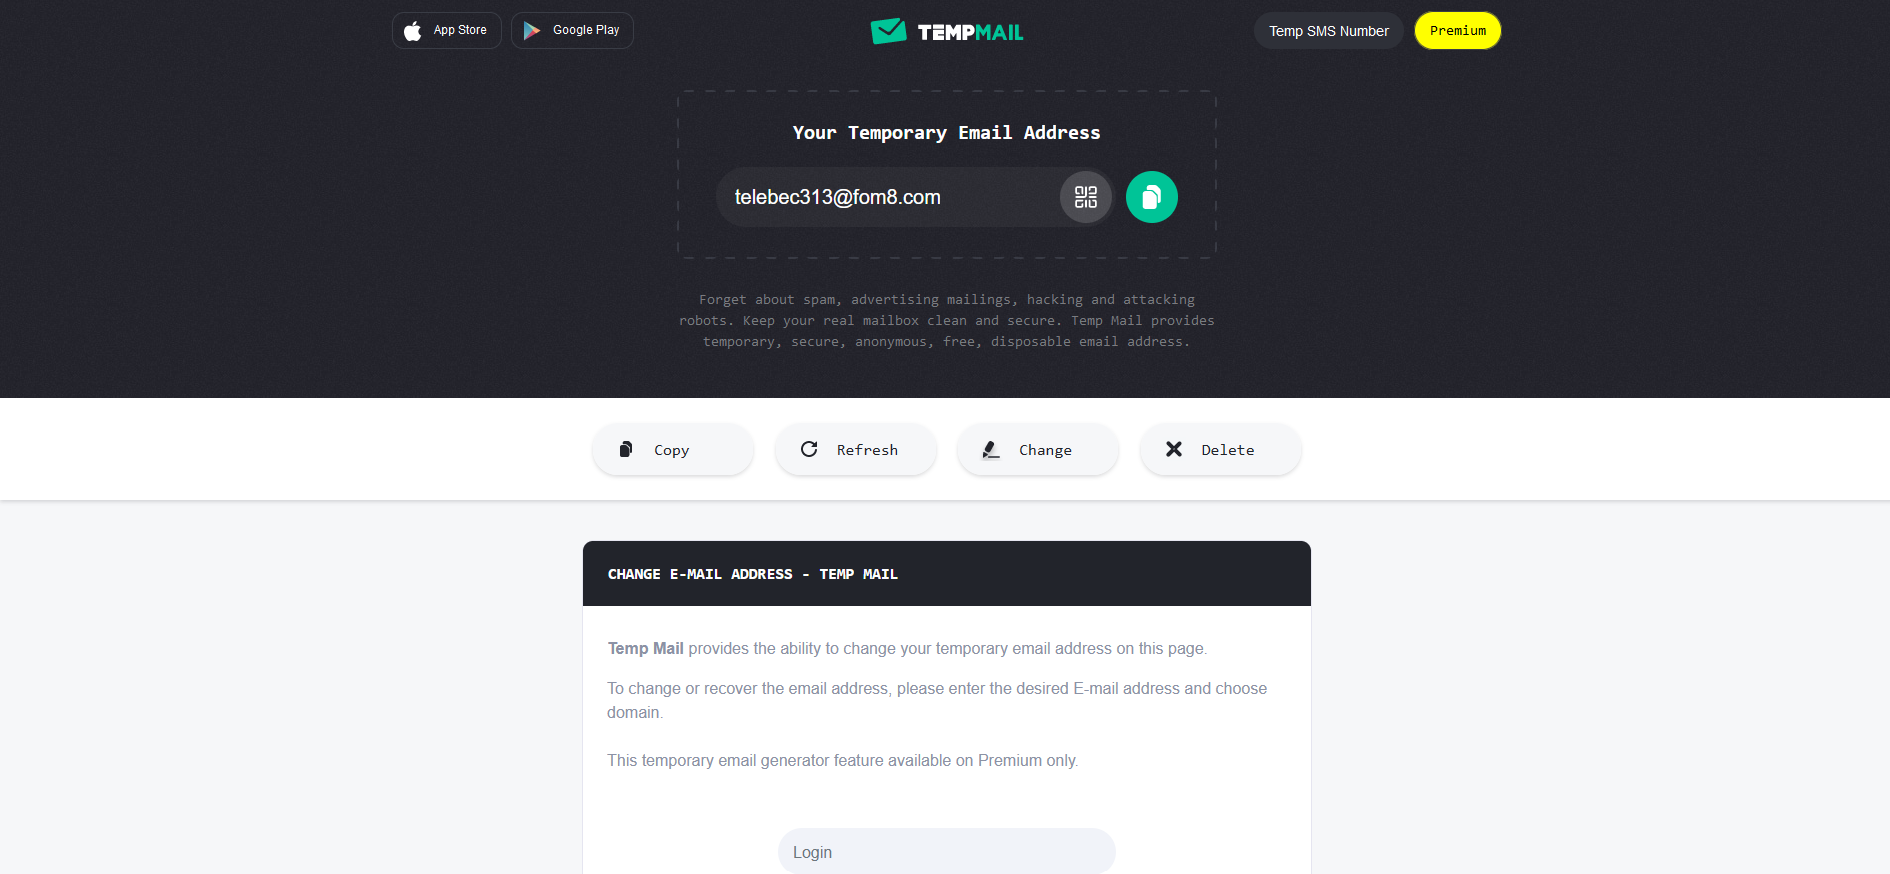 App Store
Google Play
TEMPMAIL
Temp SMS Number
Premium
Your Temporary Email Address
telebec313@fom8.com
Forget about spam, advertising mailings, hacking and attacking
robots. Keep your real mailbox clean and secure. Temp Mail provides
temporary, secure, anonymous, free, disposable email address.
Copy
Refresh
Change
Delete
CHANGE E-MAIL ADDRESS - TEMP MAIL
Temp Mail provides the ability to change your temporary email address on this page.
To change or recover the email address, please enter the desired E-mail address and choose
domain.
This temporary email generator feature available on Premium only.
Login